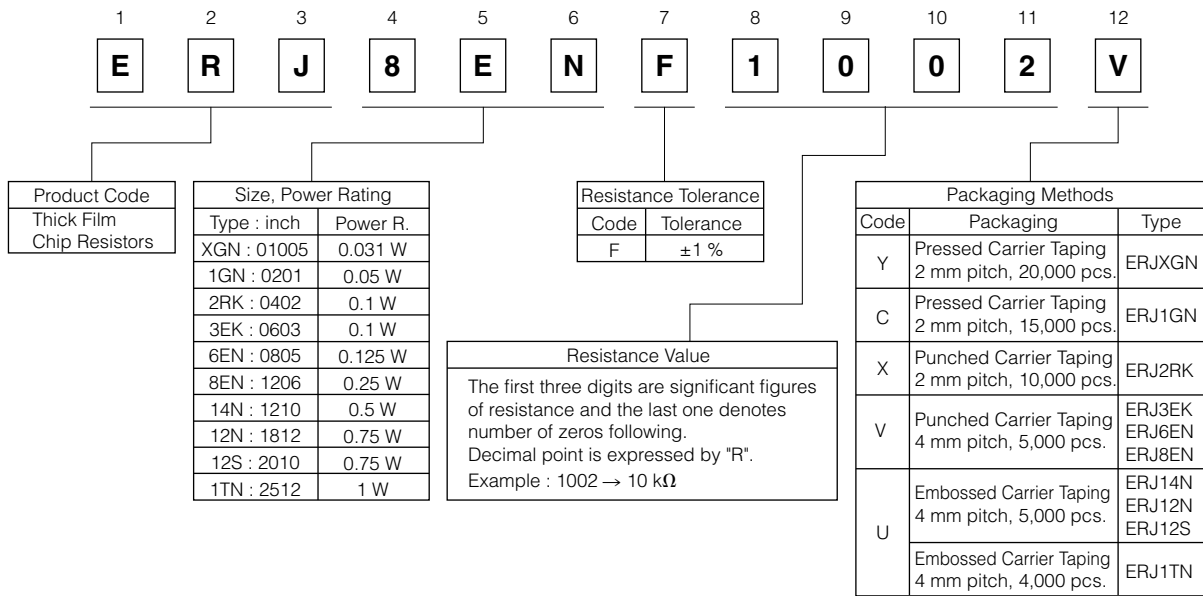 1 2 3 4 5 6 7 8 9 10 11 12
E R J 8 E N F 1 0 0 2 V
Product Code
Thick Film
Chip Resistors
Size, Power Rating
Type : inch Power R.
XGN : 01005 0.031 W
1GN : 0201 0.05 W
2RK : 0402 0.1 W
3EK : 0603 0.1 W
6EN : 0805 0.125 W
8EN : 1206 0.25 W
14N : 1210 0.5 W
12N : 1812 0.75 W
12S : 2010 0.75 W
1TN : 2512 1 W
Resistance Tolerance
Code Tolerance
F ±1 %
Resistance Value
The first three digits are significant figures
of resistance and the last one denotes
number of zeros following.
Decimal point is expressed by "R".
Example : 1002 → 10 kΩ
Packaging Methods
Code Packaging Type
Y Pressed Carrier Taping
2 mm pitch, 20,000 pcs. ERJXGN
C Pressed Carrier Taping
2 mm pitch, 15,000 pcs. ERJ1GN
X Punched Carrier Taping
2 mm pitch, 10,000 pcs. ERJ2RK
V Punched Carrier Taping
4 mm pitch, 5,000 pcs.
ERJ3EK
ERJ6EN
ERJ8EN
U Embossed Carrier Taping
4 mm pitch, 5,000 pcs.
ERJ14N
ERJ12N
ERJ12S
Embossed Carrier Taping
4 mm pitch, 4,000 pcs. ERJ1TN